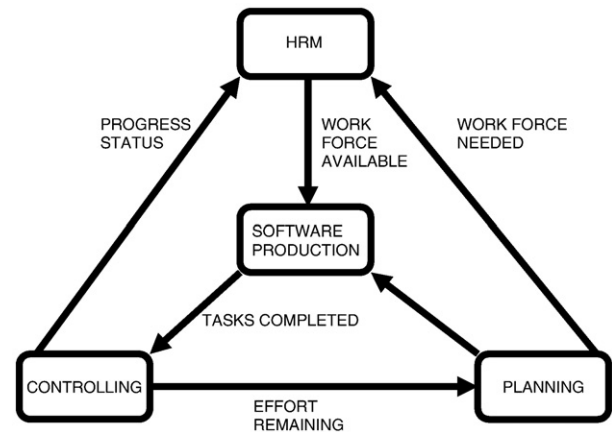 HRM
PROGRESS
STATUS
WORK
FORCE
AVAILABLE
WORK FORCE
NEEDED
SOFTWARE
PRODUCTION
TASKS COMPLETED
CONTROLLING
EFFORT
REMAINING
PLANNING